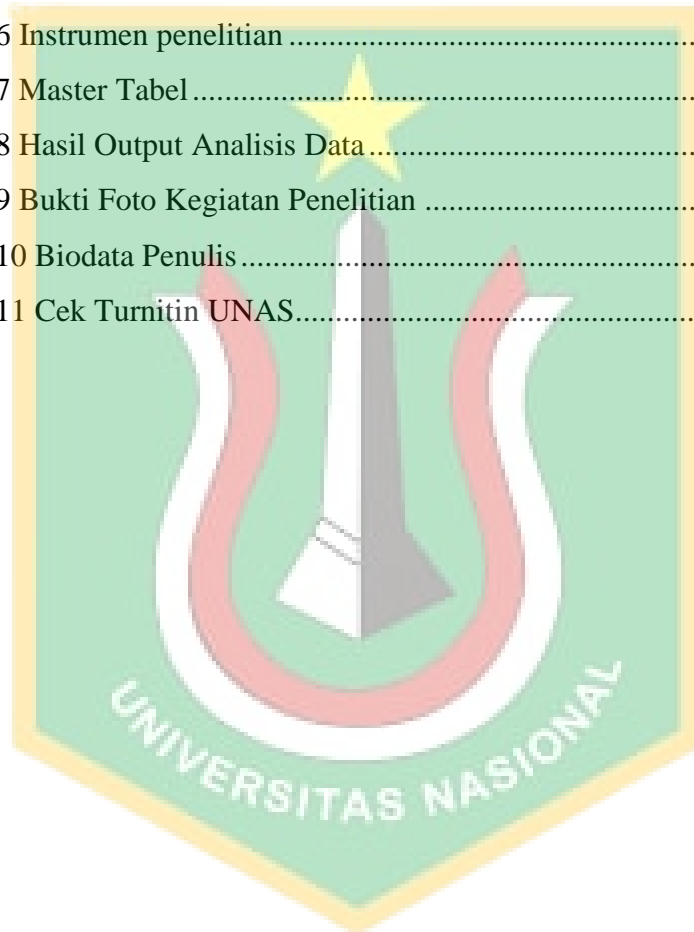 6 Instrumen penelitian ....................................................
7 Master Tabel ................................................................
8 Hasil Output Analisis Data ..........................................
9 Bukti Foto Kegiatan Penelitian ...................................
10 Biodata Penulis ...........................................................
11 Cek Turnitin UNAS.....................................................
UNIVERSITAS NASIONAL